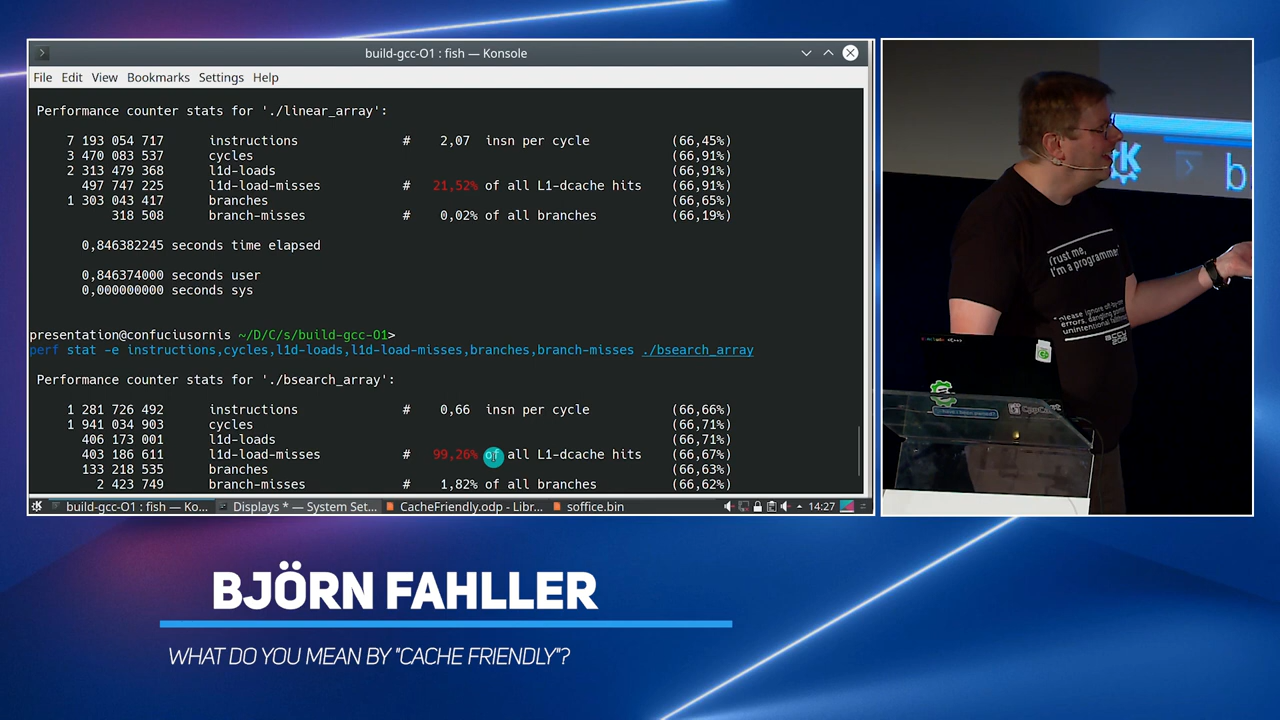 build-gcc-O1 : fish — Konsole
File Edit View Bookmarks Settings Help
Performance counter stats for './linear_array':
7 193 054 717 instructions # 2,07 insn per cycle (66,45%)
3 470 083 537 cycles (66,91%)
2 313 479 368 l1d-loads (66,91%)
497 747 225 l1d-load-misses # 21,52% of all L1-dcache hits (66,91%)
1 303 043 417 branches (66,65%)
318 508 branch-misses # 0,02% of all branches (66,19%)
0,846382245 seconds time elapsed
0,846374000 seconds user
0,000000000 seconds sys
presentation@confuciusornis ~/D/C/s/build-gcc-O1>
perf stat -e instructions,cycles,l1d-loads,l1d-load-misses,branches,branch-misses ./bsearch_array
Performance counter stats for './bsearch_array':
1 281 726 492 instructions # 0,66 insn per cycle (66,66%)
1 941 034 903 cycles (66,71%)
406 173 001 l1d-loads (66,71%)
403 186 611 l1d-load-misses # 99,26% of all L1-dcache hits (66,67%)
133 218 535 branches (66,63%)
2 423 749 branch-misses # 1,82% of all branches (66,62%)
build-gcc-O1 : fish — Ko... Displays * — System Set... CacheFriendly.odp - Libr... soffice.bin 14:27
K b
Trust me,
I'm a programmer
please ignore off-by-
errors, dangling
unintentional
BJÖRN FAHLLER
WHAT DO YOU MEAN BY "CACHE FRIENDLY"?